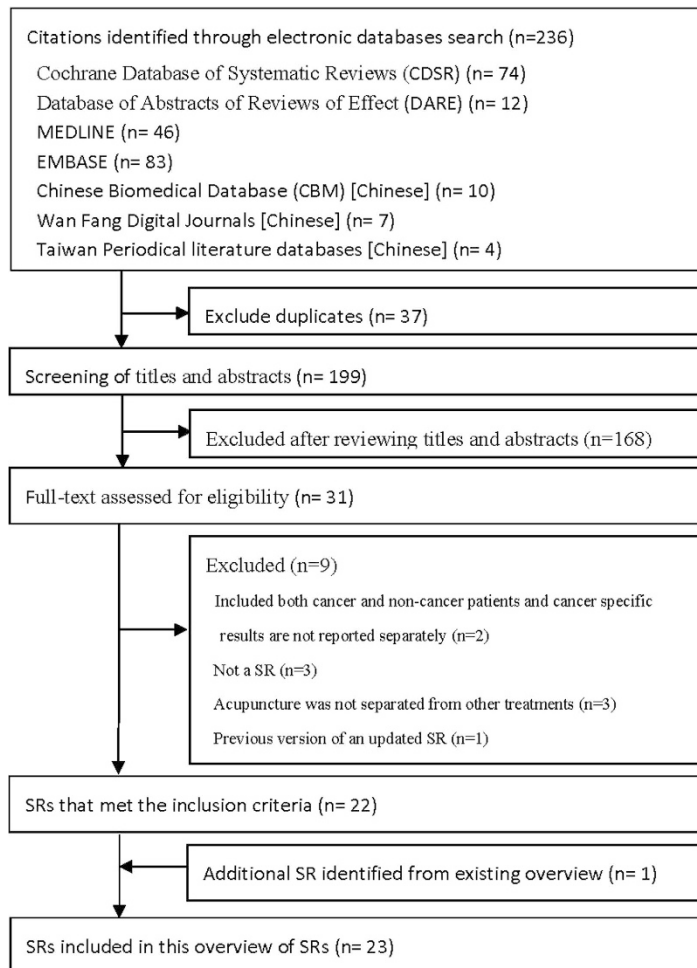 Citations identified through electronic databases search (n=236)
Cochrane Database of Systematic Reviews (CDSR) (n= 74)
Database of Abstracts of Reviews of Effect (DARE) (n= 12)
MEDLINE (n= 46)
EMBASE (n= 83)
Chinese Biomedical Database (CBM) [Chinese] (n= 10)
Wan Fang Digital Journals [Chinese] (n= 7)
Taiwan Periodical literature databases [Chinese] (n= 4)
Exclude duplicates (n= 37)
Screening of titles and abstracts (n= 199)
Excluded after reviewing titles and abstracts (n=168)
Full-text assessed for eligibility (n= 31)
Excluded (n=9)
Included both cancer and non-cancer patients and cancer specific
results are not reported separately (n=2)
Not a SR (n=3)
Acupuncture was not separated from other treatments (n=3)
Previous version of an updated SR (n=1)
SRs that met the inclusion criteria (n= 22)
Additional SR identified from existing overview (n= 1)
SRs included in this overview of SRs (n= 23)